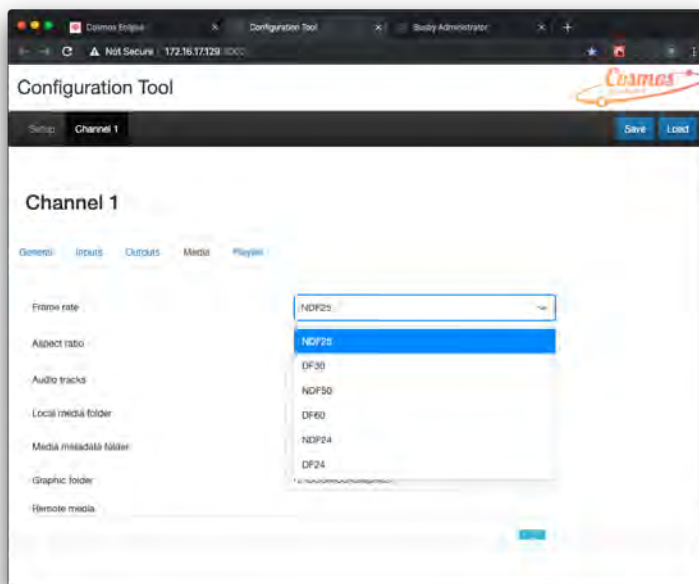 Cosmos Eclipse Configuration Tool Busby Administrator
Not Secure 172.16.17.129
Configuration Tool
Cosmos
Setup Channel 1 Save Load
Channel 1
General Inputs Outputs Media Playlist
Frame rate NDF25
Aspect ratio NDF25
DF30
Audio tracks
NDF50
Local media folder DF60
Media metadata folder NDF24
DF24
Graphic folder
Remote media